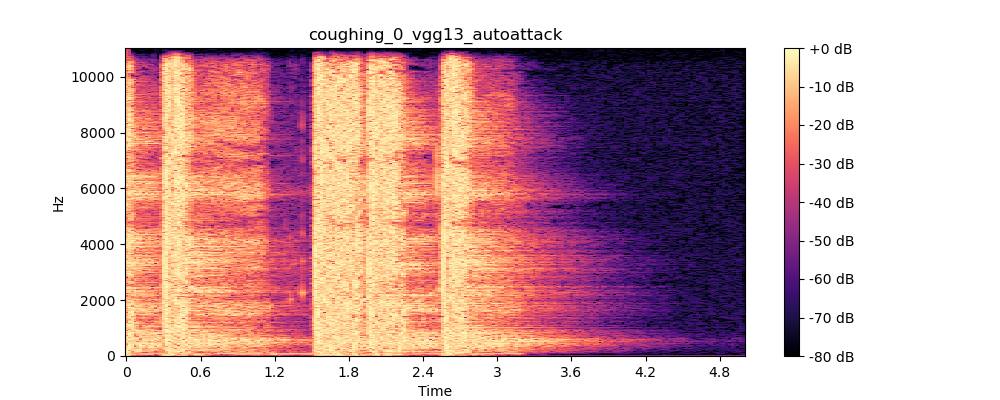 coughing_0_vgg13_autoattack
10000
8000
6000
4000
2000
0
Hz
0 0.6 1.2 1.8 2.4 3 3.6 4.2 4.8
Time
+0 dB
-10 dB
-20 dB
-30 dB
-40 dB
-50 dB
-60 dB
-70 dB
-80 dB